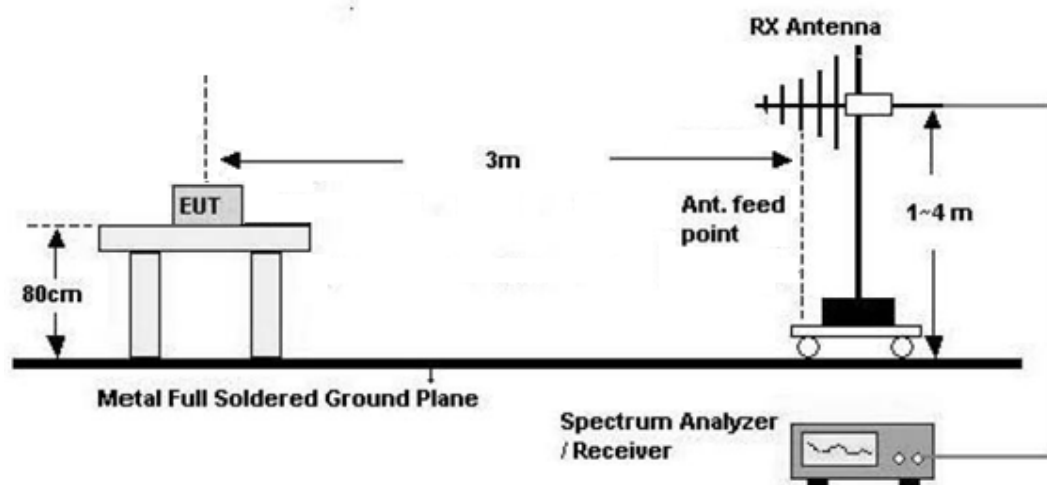 RX Antenna
3m
EUT
Ant. feed
point
1~4 m
80cm
Metal Full Soldered Ground Plane
Spectrum Analyzer
/ Receiver